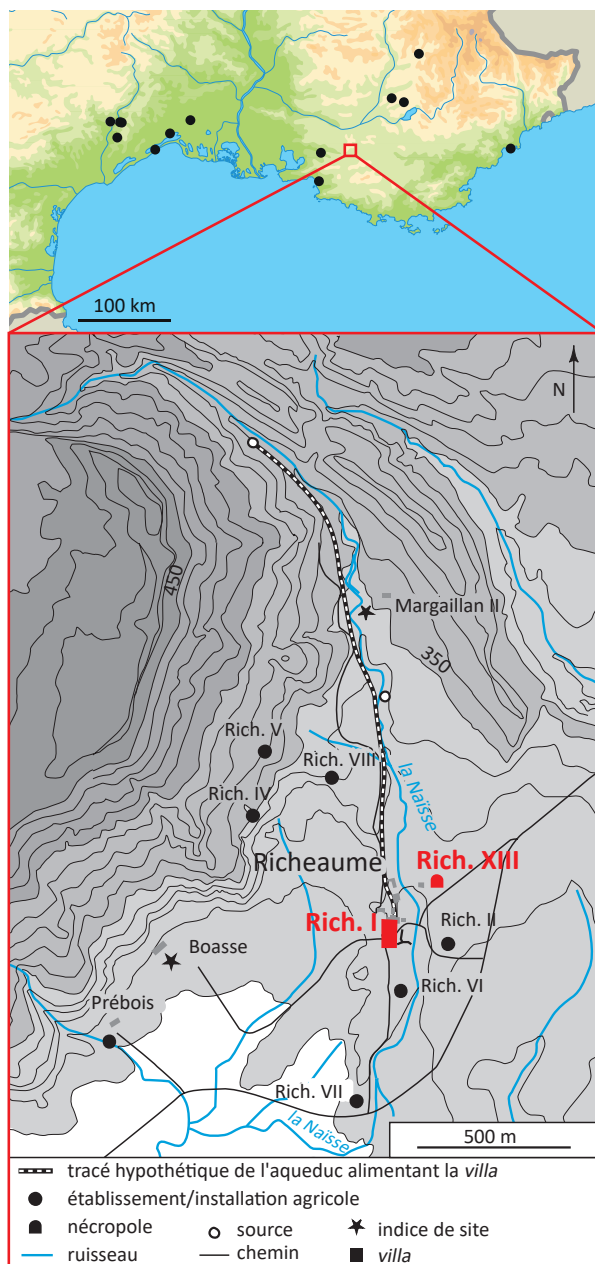 100 km
N
450
Margaillan II
350
Rich. V
Rich. VIII
la Naïsse
Rich. IV
Richeaume
Rich. XIII
Rich. I
Rich. II
Boasse
Rich. VI
Prébois
Rich. VII
la Naïsse
500 m
tracé hypothétique de l'aqueduc alimentant la villa
établissement/installation agricole
nécropole source indice de site
ruisseau chemin villa